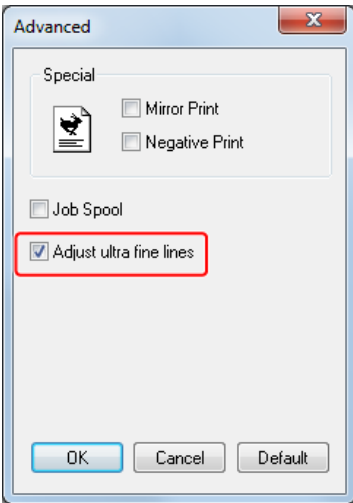 Advanced
Special
Mirror Print
Negative Print
Job Spool
Adjust ultra fine lines
OK Cancel Default